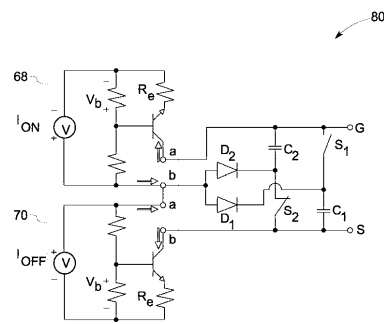 80
68
−
V_b
+
R_e
−
I_ON
V
+
a
b
G
D_2
C_2
S_1
a
70
b
D_1
S_2
C_1
S
+
I_OFF
V
−
+
V_b
−
R_e